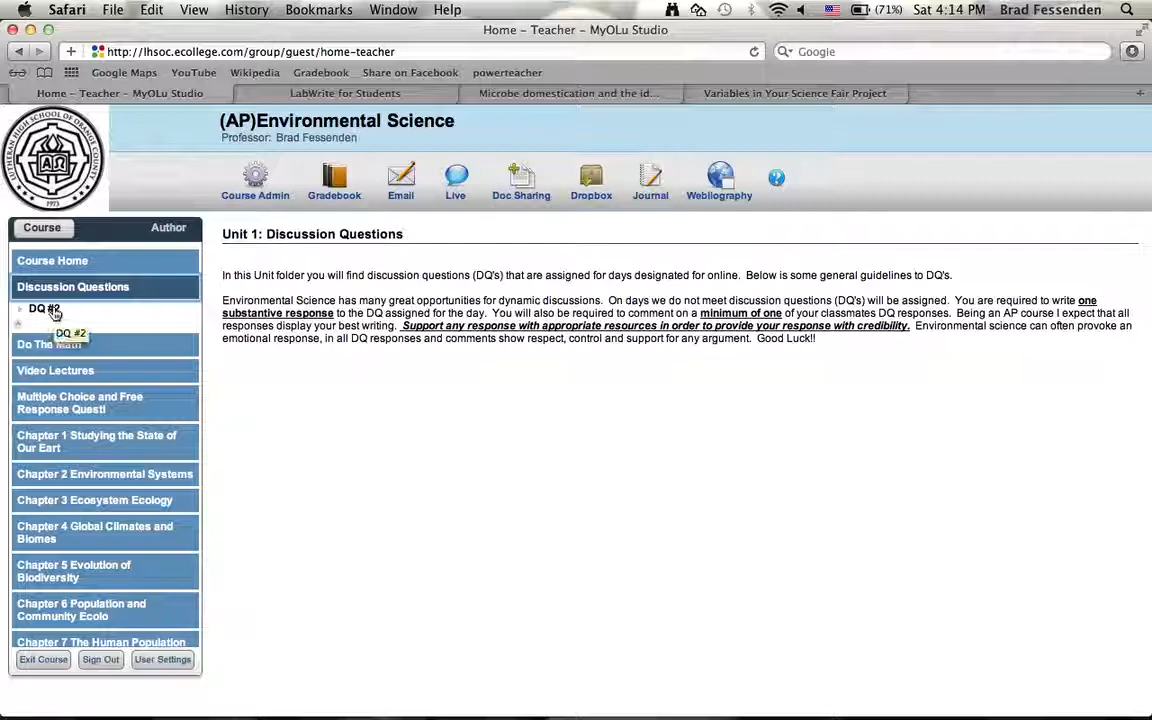 Safari File Edit View History Bookmarks Window Help (71%) Sat 4:14 PM Brad Fessenden
Home – Teacher – MyOLu Studio
http://lhsoc.ecollege.com/group/guest/home-teacher
Google
Google Maps YouTube Wikipedia Gradebook Share on Facebook powerteacher
Home – Teacher – MyOLu Studio LabWrite for Students Microbe domestication and the id... Variables in Your Science Fair Project
LUTHERAN HIGH SCHOOL OF ORANGE COUNTY
ΑΩ
1973
(AP)Environmental Science
Professor: Brad Fessenden
Course Admin Gradebook Email Live Doc Sharing Dropbox Journal Webliography
Course Author
Course Home
Discussion Questions
DQ #2
DQ #2
Do The Math
Video Lectures
Multiple Choice and Free
Response Questi
Chapter 1 Studying the State of
Our Eart
Chapter 2 Environmental Systems
Chapter 3 Ecosystem Ecology
Chapter 4 Global Climates and
Biomes
Chapter 5 Evolution of
Biodiversity
Chapter 6 Population and
Community Ecolo
Chapter 7 The Human Population
Exit Course Sign Out User Settings
Unit 1: Discussion Questions
In this Unit folder you will find discussion questions (DQ's) that are assigned for days designated for online. Below is some general guidelines to DQ's.
Environmental Science has many great opportunities for dynamic discussions. On days we do not meet discussion questions (DQ's) will be assigned. You are required to write one
substantive response to the DQ assigned for days. You will also be required to comment on a minimum of one of your classmates DQ responses. Being an AP course I expect that all
responses display your best writing. Support any response with appropriate resources in order to provide your response with credibility. Environmental science can often provoke an
emotional response, in all DQ responses and comments show respect, control and support for any argument. Good Luck!!